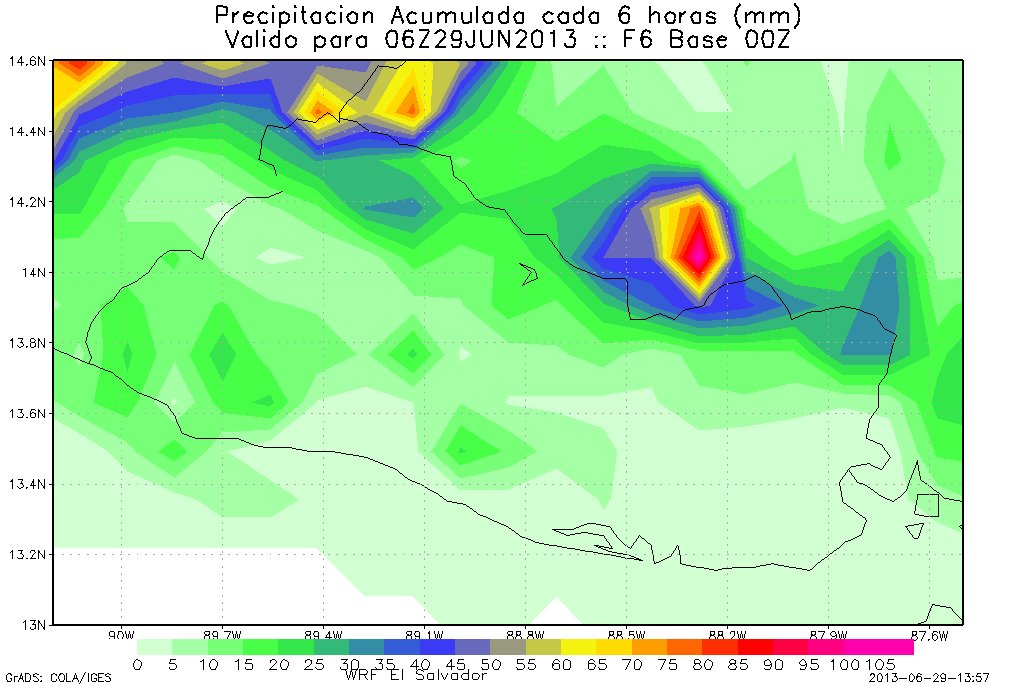 Precipitacion Acumulada cada 6 horas (mm)
Valido para 06Z29JUN2013 :: F6 Base 00Z
14.6N
14.4N
14.2N
14N
13.8N
13.6N
13.4N
13.2N
13N
90W 89.7W 89.4W 89.1W 88.8W 88.5W 88.2W 87.9W 87.6W
0 5 10 15 20 25 30 35 40 45 50 55 60 65 70 75 80 85 90 95 100 105
WRF El Salvador
GrADS: COLA/IGES
2013-06-29-13:57